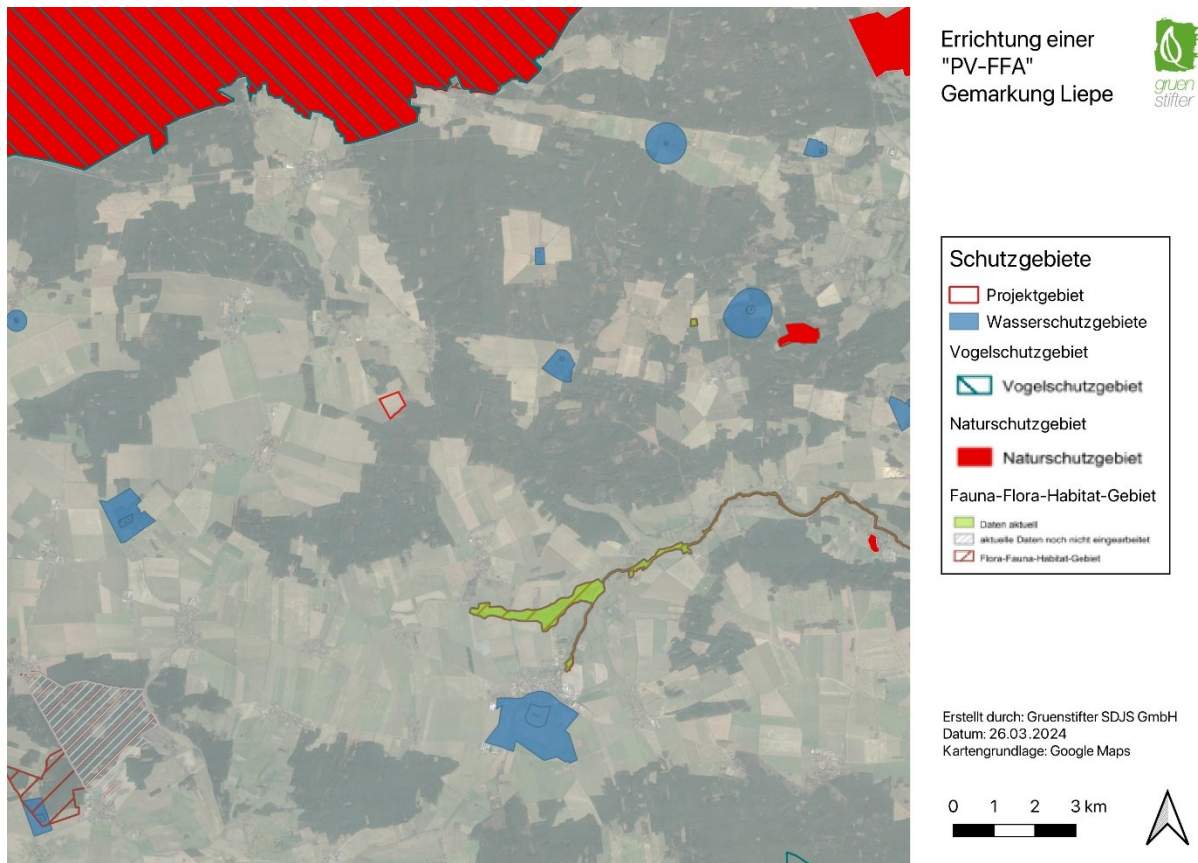 Errichtung einer
"PV-FFA"
Gemarkung Liepe
gruen
stifter
Schutzgebiete
Projektgebiet
Wasserschutzgebiete
Vogelschutzgebiet
Vogelschutzgebiet
Naturschutzgebiet
Naturschutzgebiet
Fauna-Flora-Habitat-Gebiet
Daten aktuell
aktuelle Daten noch nicht eingearbeitet
Flora-Fauna-Habitat-Gebiet
Erstellt durch: Gruenstifter SDJS GmbH
Datum: 26.03.2024
Kartengrundlage: Google Maps
0 1 2 3 km